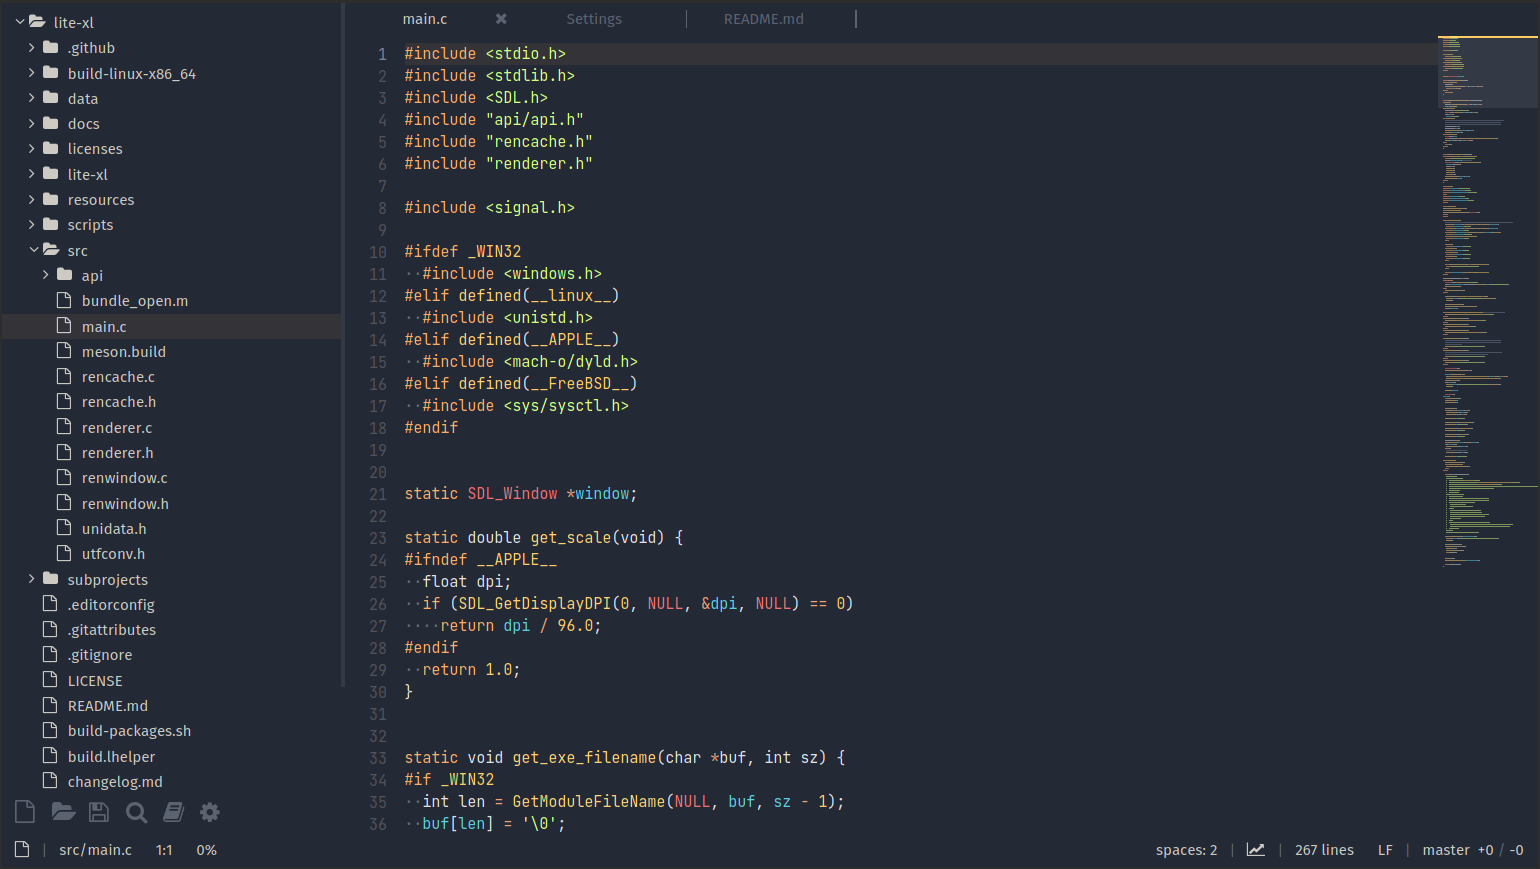 lite-xl
.github
build-linux-x86_64
data
docs
licenses
lite-xl
resources
scripts
src
api
bundle_open.m
main.c
meson.build
rencache.c
rencache.h
renderer.c
renderer.h
renwindow.c
renwindow.h
unidata.h
utfconv.h
subprojects
.editorconfig
.gitattributes
.gitignore
LICENSE
README.md
build-packages.sh
build.lhelper
changelog.md
main.c Settings README.md
1 #include <stdio.h>
2 #include <stdlib.h>
3 #include <SDL.h>
4 #include "api/api.h"
5 #include "rencache.h"
6 #include "renderer.h"
7
8 #include <signal.h>
9
10 #ifdef _WIN32
11 ··#include <windows.h>
12 #elif defined(__linux__)
13 ··#include <unistd.h>
14 #elif defined(__APPLE__)
15 ··#include <mach-o/dyld.h>
16 #elif defined(__FreeBSD__)
17 ··#include <sys/sysctl.h>
18 #endif
19
20
21 static SDL_Window *window;
22
23 static double get_scale(void) {
24 #ifndef __APPLE__
25 ··float dpi;
26 ··if (SDL_GetDisplayDPI(0, NULL, &dpi, NULL) == 0)
27 ····return dpi / 96.0;
28 #endif
29 ··return 1.0;
30 }
31
32
33 static void get_exe_filename(char *buf, int sz) {
34 #if _WIN32
35 ··int len = GetModuleFileName(NULL, buf, sz - 1);
36 ··buf[len] = '\0';
src/main.c 1:1 0% spaces: 2 267 lines LF master +0 / -0